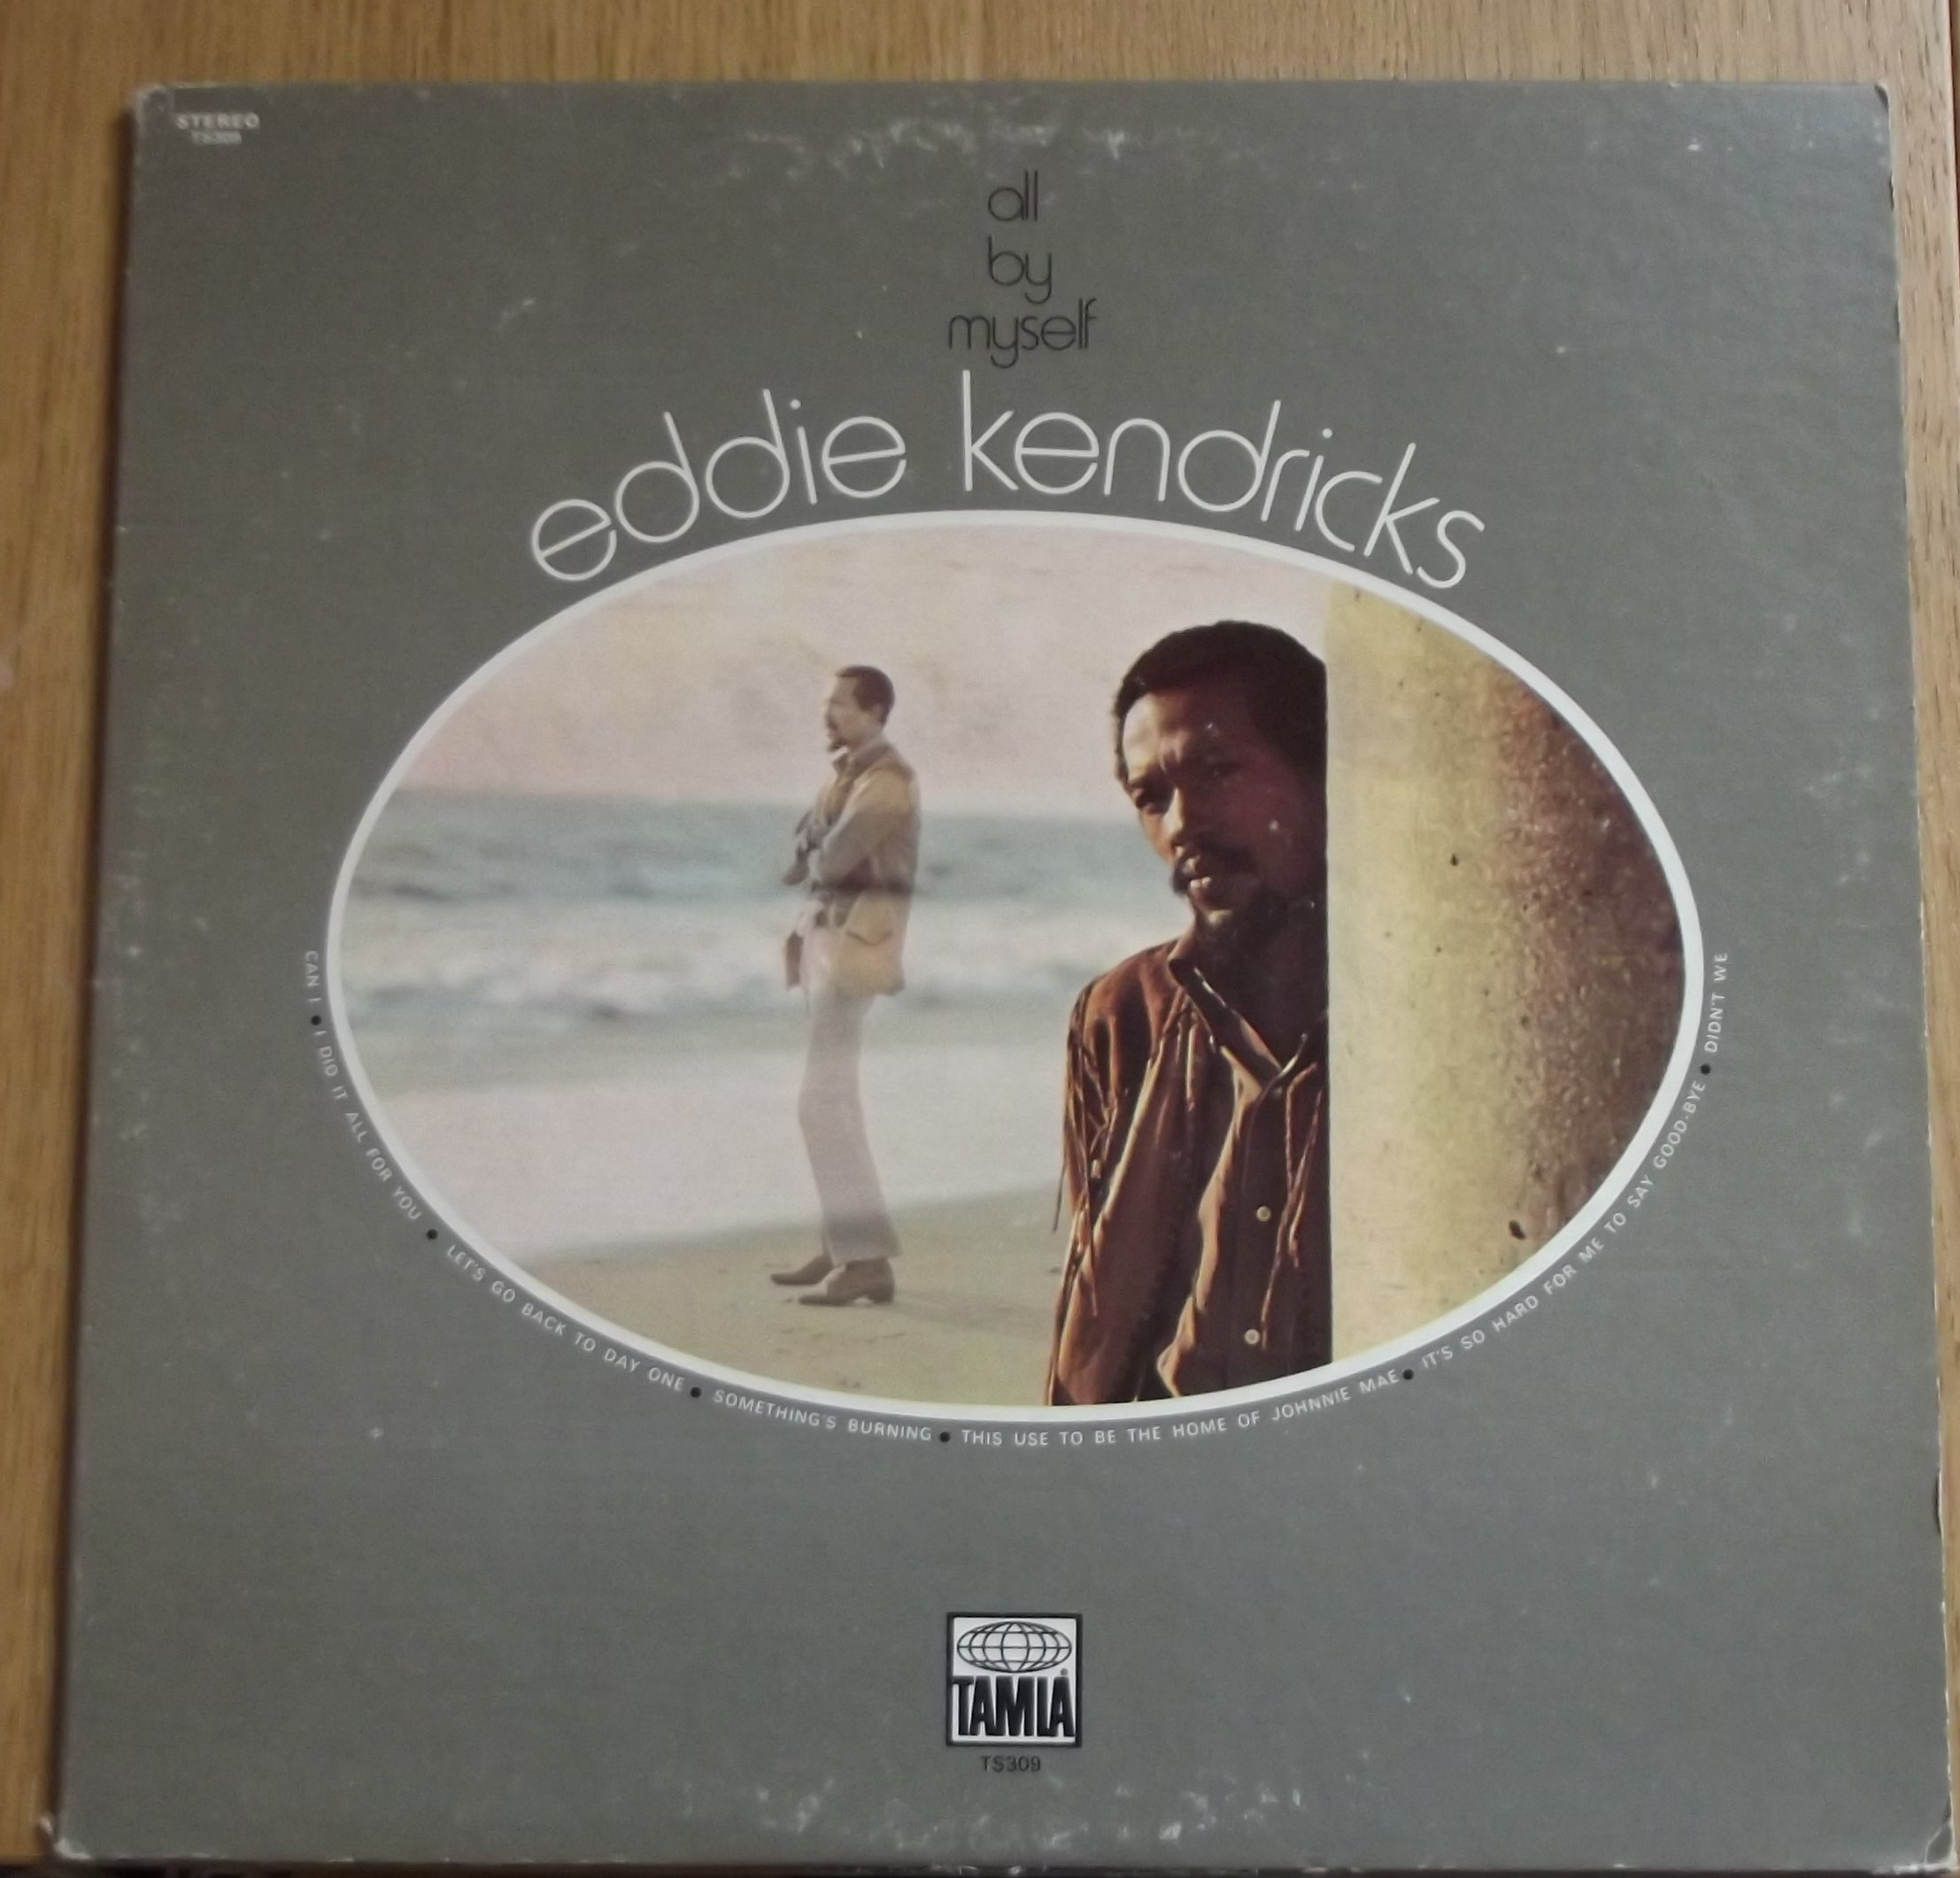 STEREO
TS309
all
by
myself
eddie kendricks
CAN I • I DID IT ALL FOR YOU • LET'S GO BACK TO DAY ONE • SOMETHING'S BURNING • THIS USE TO BE THE HOME OF JOHNNIE MAE • IT'S SO HARD FOR ME TO SAY GOOD-BYE • DIDN'T WE
TAMLA
TS309